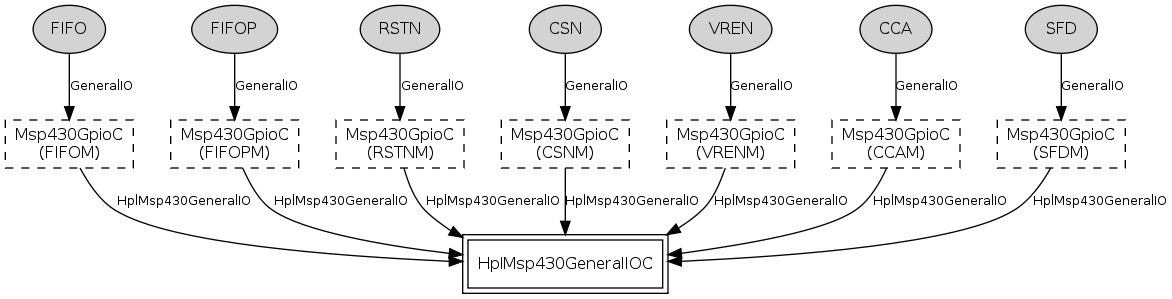 FIFO
FIFOP
RSTN
CSN
VREN
CCA
SFD
GeneralIO
GeneralIO
GeneralIO
GeneralIO
GeneralIO
GeneralIO
GeneralIO
Msp430GpioC
(FIFOM)
Msp430GpioC
(FIFOPM)
Msp430GpioC
(RSTNM)
Msp430GpioC
(CSNM)
Msp430GpioC
(VRENM)
Msp430GpioC
(CCAM)
Msp430GpioC
(SFDM)
HplMsp430GeneralIO
HplMsp430GeneralIO
HplMsp430GeneralIO
HplMsp430GeneralIO
HplMsp430GeneralIO
HplMsp430GeneralIO
HplMsp430GeneralIO
HplMsp430GeneralIOC